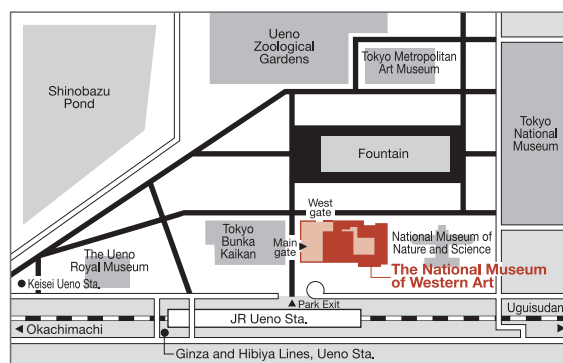 Ueno
Zoological
Gardens
Tokyo Metropolitan
Art Museum
Shinobazu
Pond
Tokyo
National
Museum
Fountain
West
gate
Tokyo
Bunka
Kaikan
Main
gate
National Museum of
Nature and Science
The Ueno
Royal Museum
The National Museum
of Western Art
Keisei Ueno Sta.
Park Exit
Uguisudani
Okachimachi
JR Ueno Sta.
Ginza and Hibiya Lines, Ueno Sta.